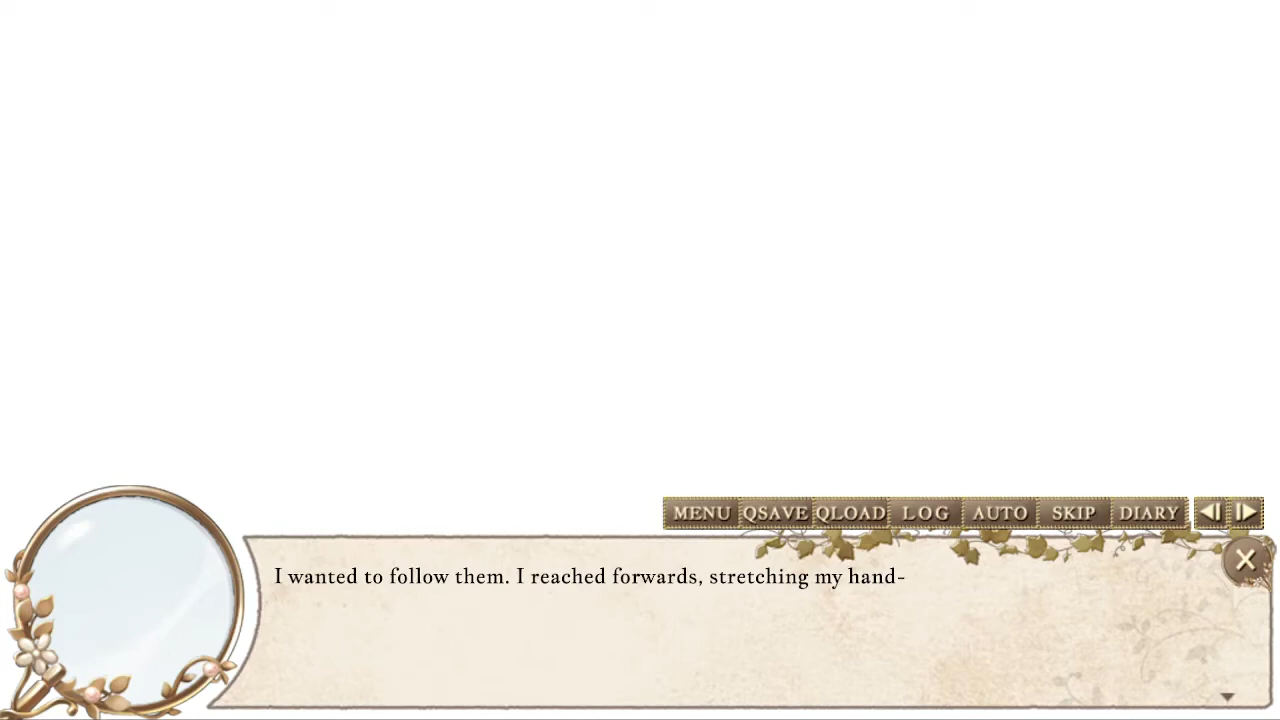 MENU QSAVE QLOAD LOG AUTO SKIP DIARY
I wanted to follow them. I reached forwards, stretching my hand-